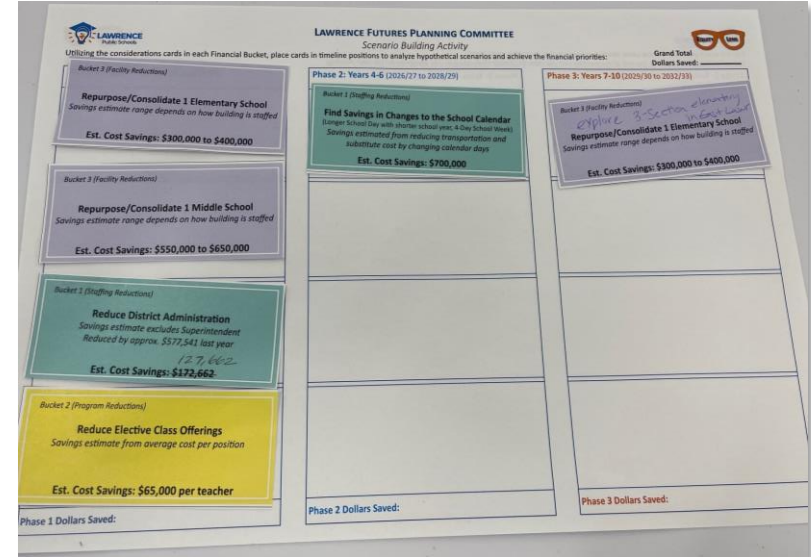 LAWRENCE
Public Schools
LAWRENCE FUTURES PLANNING COMMITTEE
Scenario Building Activity
Utilizing the considerations cards in each Financial Bucket, place cards in timeline positions to analyze hypothetical scenarios and achieve the financial priorities:
EQUITY LENS
Grand Total
Dollars Saved:
Bucket 3 (Facility Reductions)
Repurpose/Consolidate 1 Elementary School
Savings estimate range depends on how building is staffed
Est. Cost Savings: $300,000 to $400,000
Bucket 3 (Facility Reductions)
Repurpose/Consolidate 1 Middle School
Savings estimate range depends on how building is staffed
Est. Cost Savings: $550,000 to $650,000
Bucket 1 (Staffing Reductions)
Reduce District Administration
Savings estimate excludes Superintendent
Reduced by approx. $577,541 last year
127,662
Est. Cost Savings: $172,662
Bucket 2 (Program Reductions)
Reduce Elective Class Offerings
Savings estimate from average cost per position
Est. Cost Savings: $65,000 per teacher
Phase 1 Dollars Saved:
Phase 2: Years 4-6 (2026/27 to 2028/29)
Bucket 1 (Staffing Reductions)
Find Savings in Changes to the School Calendar
(Longer School Day with shorter school year, 4-Day School Week)
Savings estimated from reducing transportation and
substitute cost by changing calendar days
Est. Cost Savings: $700,000
Phase 2 Dollars Saved:
Phase 3: Years 7-10 (2029/30 to 2032/33)
Bucket 3 (Facility Reductions)
explore 3-Section elementary
in East
Repurpose/Consolidate 1 Elementary School
Savings estimate range depends on how building is staffed
Est. Cost Savings: $300,000 to $400,000
Phase 3 Dollars Saved: